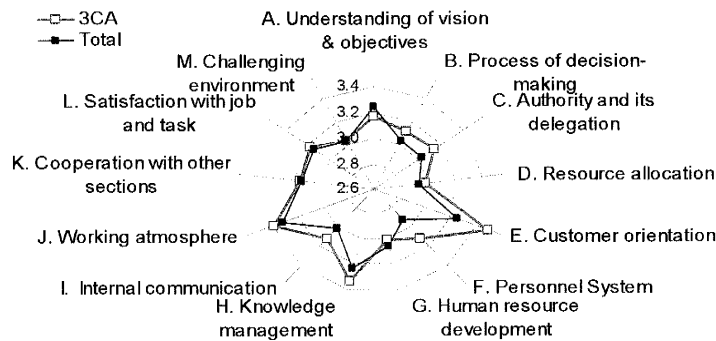 3CA
Total
A. Understanding of vision
& objectives
B. Process of decision-
making
C. Authority and its
delegation
D. Resource allocation
E. Customer orientation
F. Personnel System
G. Human resource
development
H. Knowledge
management
I. Internal communication
J. Working atmosphere
K. Cooperation with other
sections
L. Satisfaction with job
and task
M. Challenging
environment
3.4
3.2
2.8
2.6